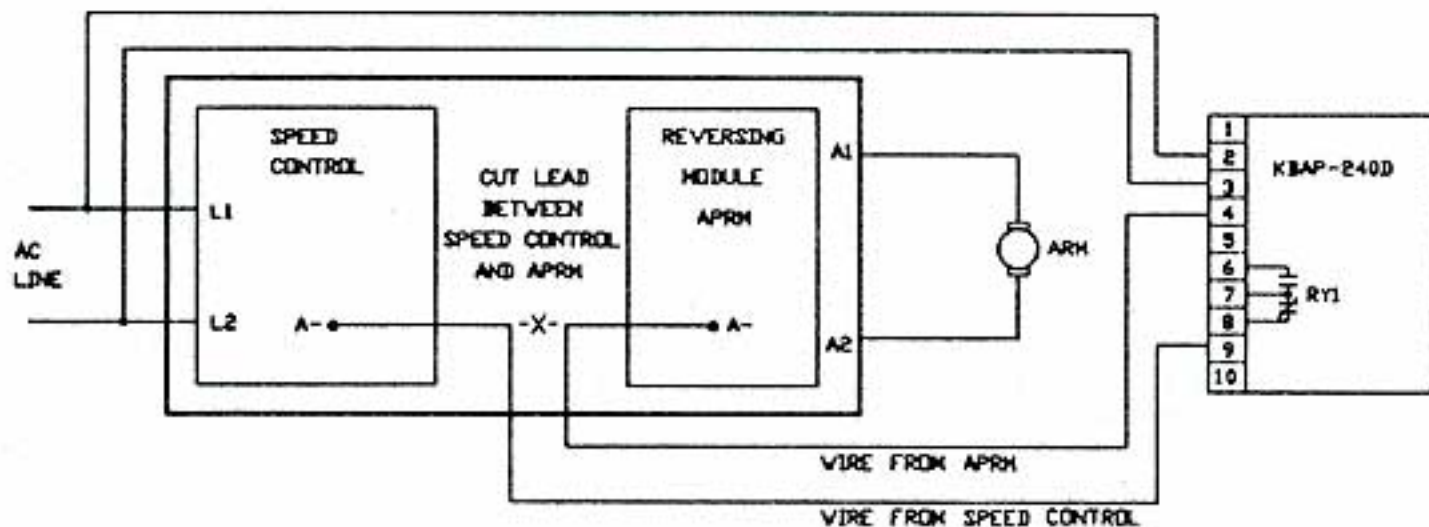 SPEED
CONTROL
L1
L2
A-
AC
LINE
CUT LEAD
BETWEEN
SPEED CONTROL
AND APRM
-X-
REVERSING
MODULE
APRM
A-
A1
A2
ARM
1
2
3
4
5
6
7
8
9
10
KBAP-240D
RY1
WIRE FROM APRM
WIRE FROM SPEED CONTROL